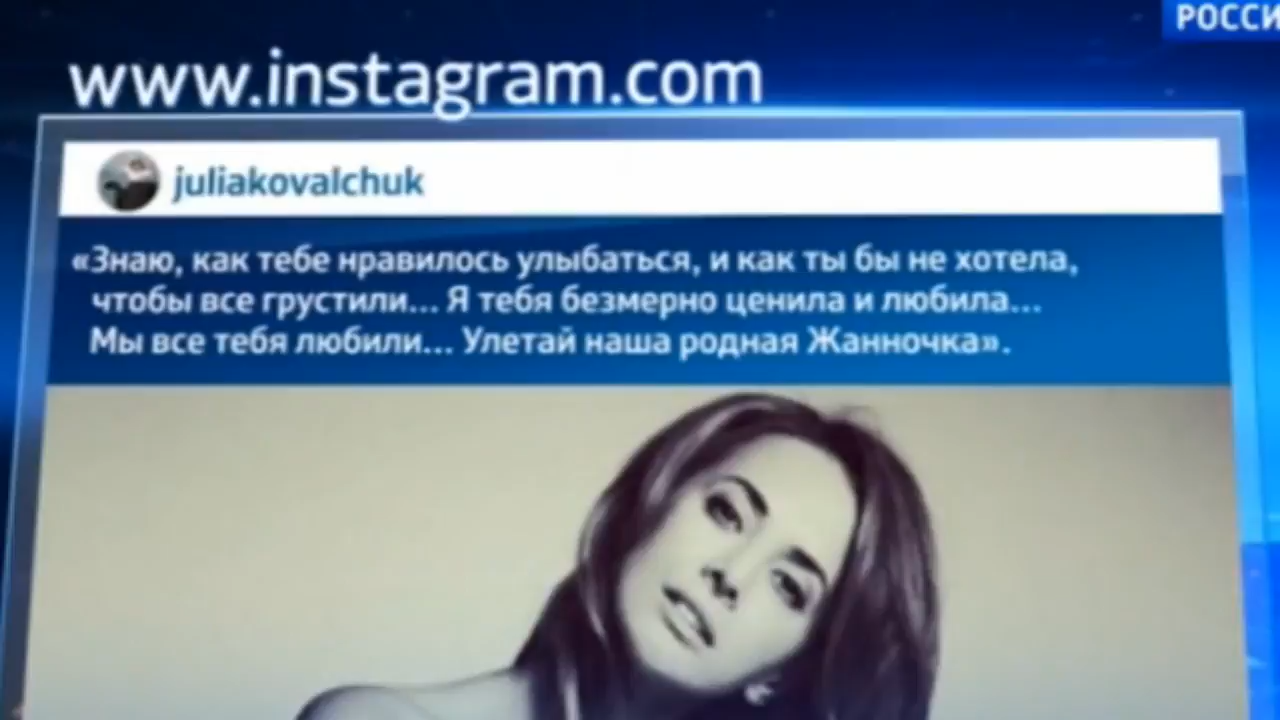 РОССИ
www.instagram.com
juliakovalchuk
«Знаю, как тебе нравилось улыбаться, и как ты бы не хотела,
чтобы все грустили... Я тебя безмерно ценила и любила...
Мы все тебя любили... Улетай наша родная Жанночка».